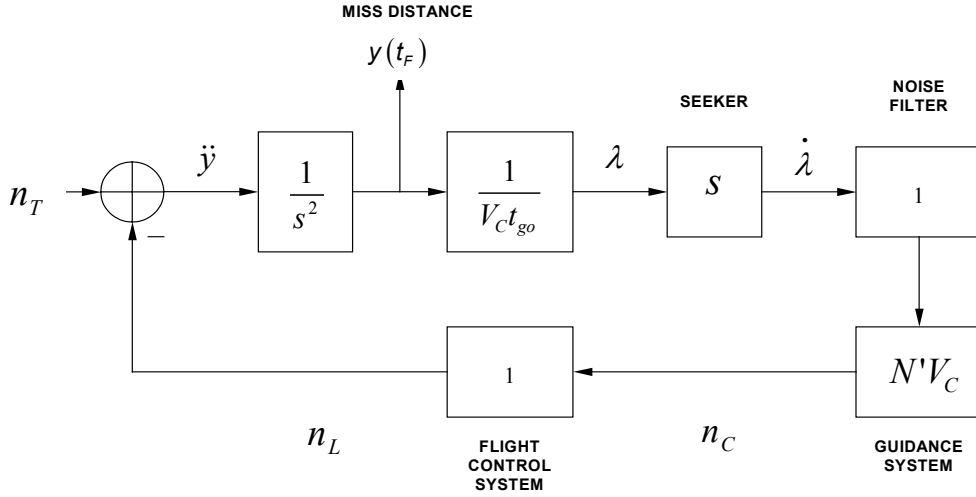 MISS DISTANCE
y(t_F)
SEEKER
NOISE
FILTER
n_T
ÿ
1/s²
1/(V_C t_go)
λ
s
λ̇
1
−
n_L
1
n_C
N'V_C
FLIGHT
CONTROL
SYSTEM
GUIDANCE
SYSTEM